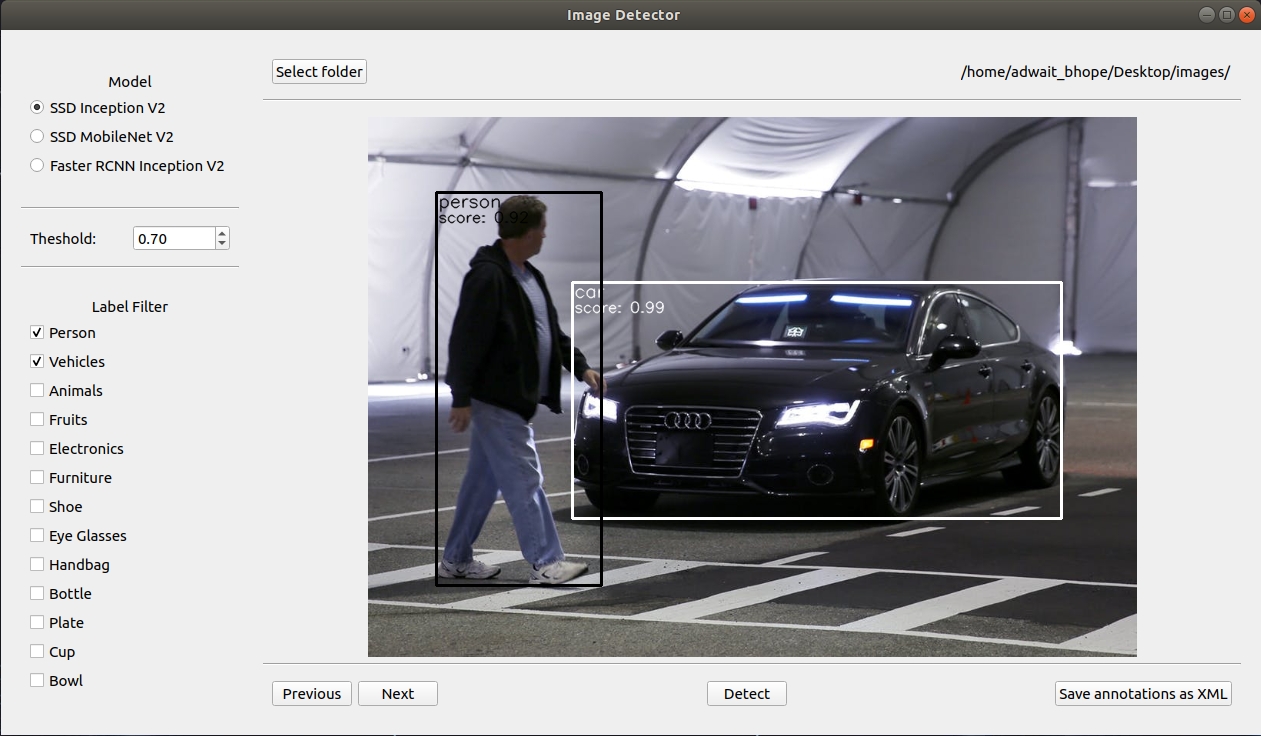 Image Detector
Model
SSD Inception V2
SSD MobileNet V2
Faster RCNN Inception V2
Theshold:
0.70
Label Filter
Person
Vehicles
Animals
Fruits
Electronics
Furniture
Shoe
Eye Glasses
Handbag
Bottle
Plate
Cup
Bowl
Select folder
/home/adwait_bhope/Desktop/images/
person
score: 0.92
car
score: 0.99
Previous
Next
Detect
Save annotations as XML